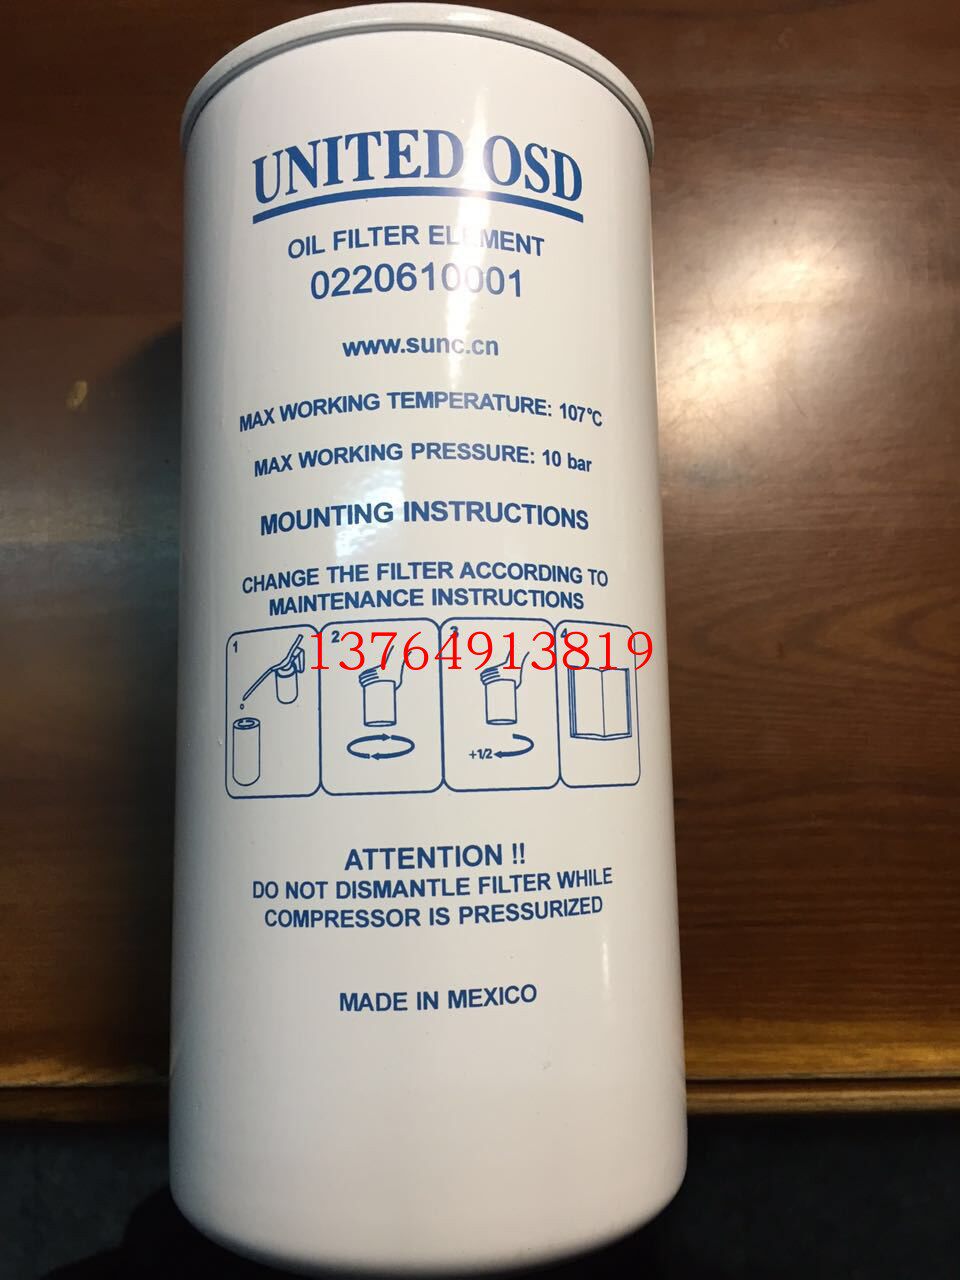 UNITED OSD
OIL FILTER ELEMENT
0220610001
www.sunc.cn
MAX WORKING TEMPERATURE: 107°C
MAX WORKING PRESSURE: 10 bar
MOUNTING INSTRUCTIONS
CHANGE THE FILTER ACCORDING TO
MAINTENANCE INSTRUCTIONS
1 2 3 4
13764913819
+1/2
ATTENTION !!
DO NOT DISMANTLE FILTER WHILE
COMPRESSOR IS PRESSURIZED
MADE IN MEXICO